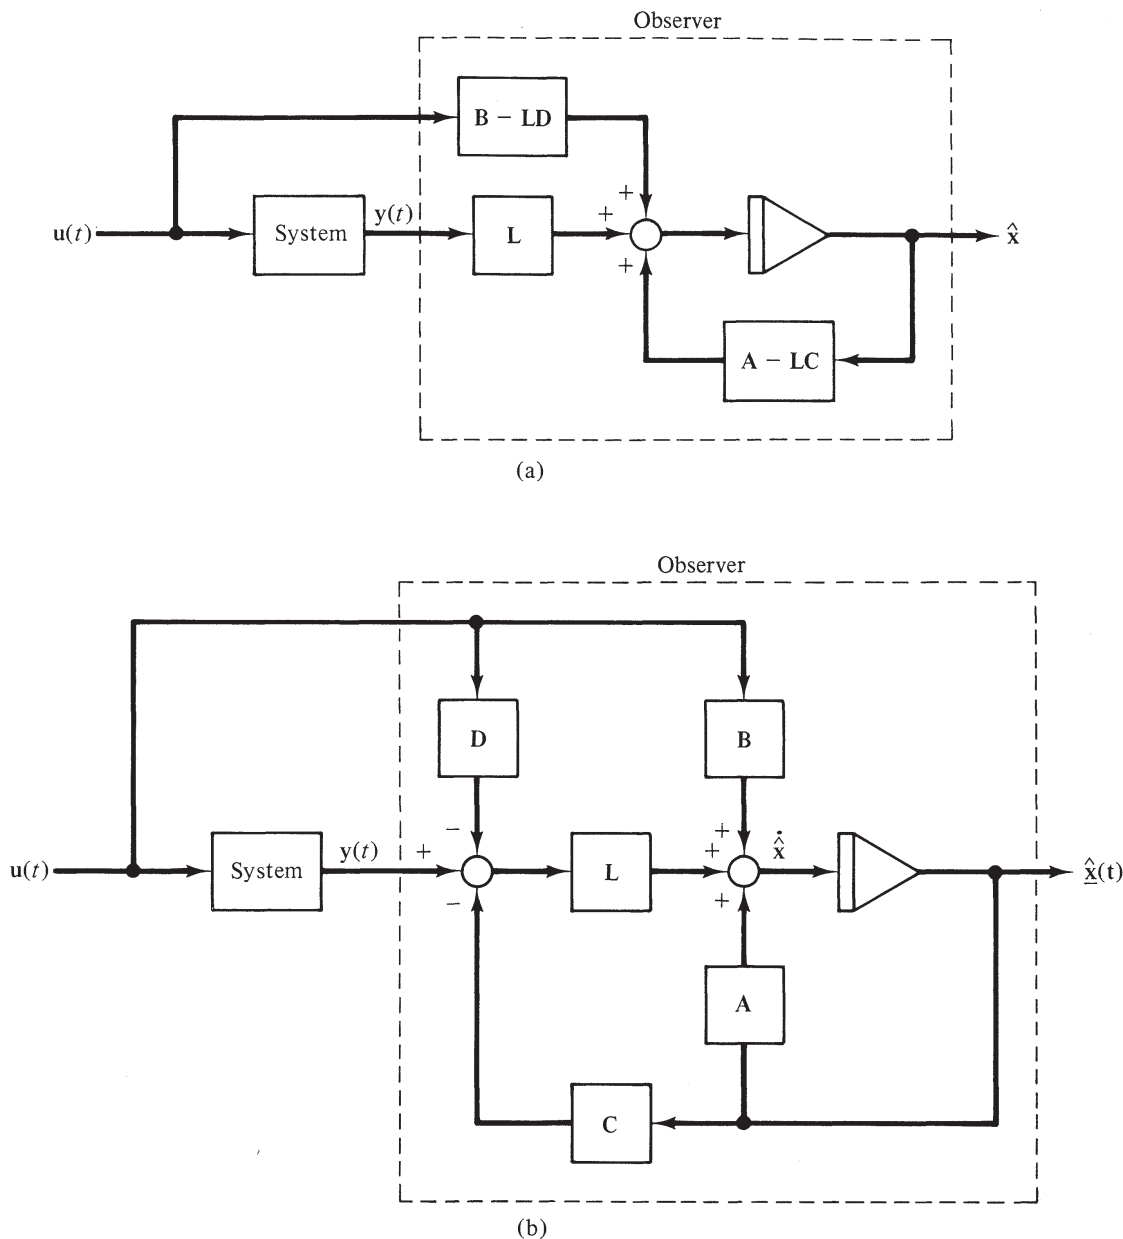 Observer
B − LD
u(t)
System
y(t)
L
+
+
+
x̂
A − LC
(a)
Observer
D
B
u(t)
System
y(t)
+
−
−
L
+
+
+
x̂̇
x̲̂(t)
A
C
(b)